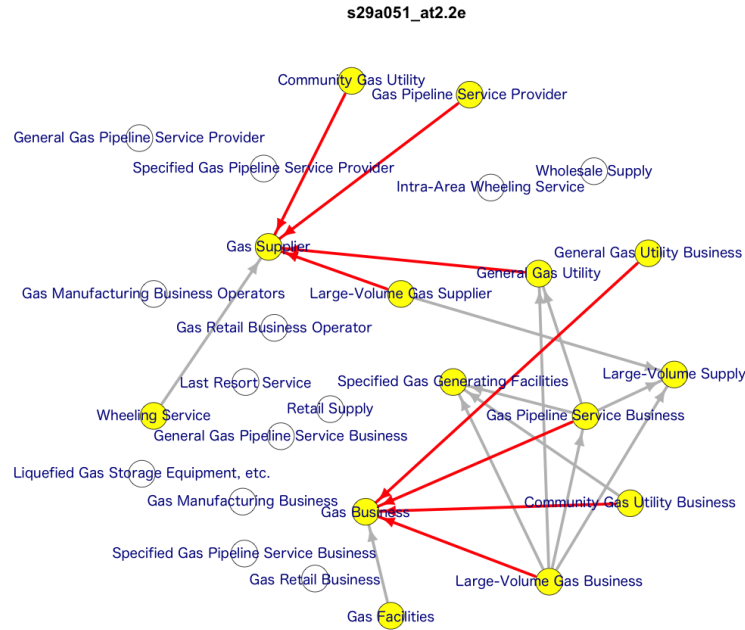 s29a051_at2.2e
Community Gas Utility
Gas Pipeline Service Provider
General Gas Pipeline Service Provider
Specified Gas Pipeline Service Provider
Wholesale Supply
Intra-Area Wheeling Service
Gas Supplier
General Gas Utility Business
General Gas Utility
Gas Manufacturing Business Operators
Large-Volume Gas Supplier
Gas Retail Business Operator
Last Resort Service
Specified Gas Generating Facilities
Large-Volume Supply
Wheeling Service
Retail Supply
Gas Pipeline Service Business
General Gas Pipeline Service Business
Liquefied Gas Storage Equipment, etc.
Gas Manufacturing Business
Gas Business
Community Gas Utility Business
Specified Gas Pipeline Service Business
Gas Retail Business
Large-Volume Gas Business
Gas Facilities